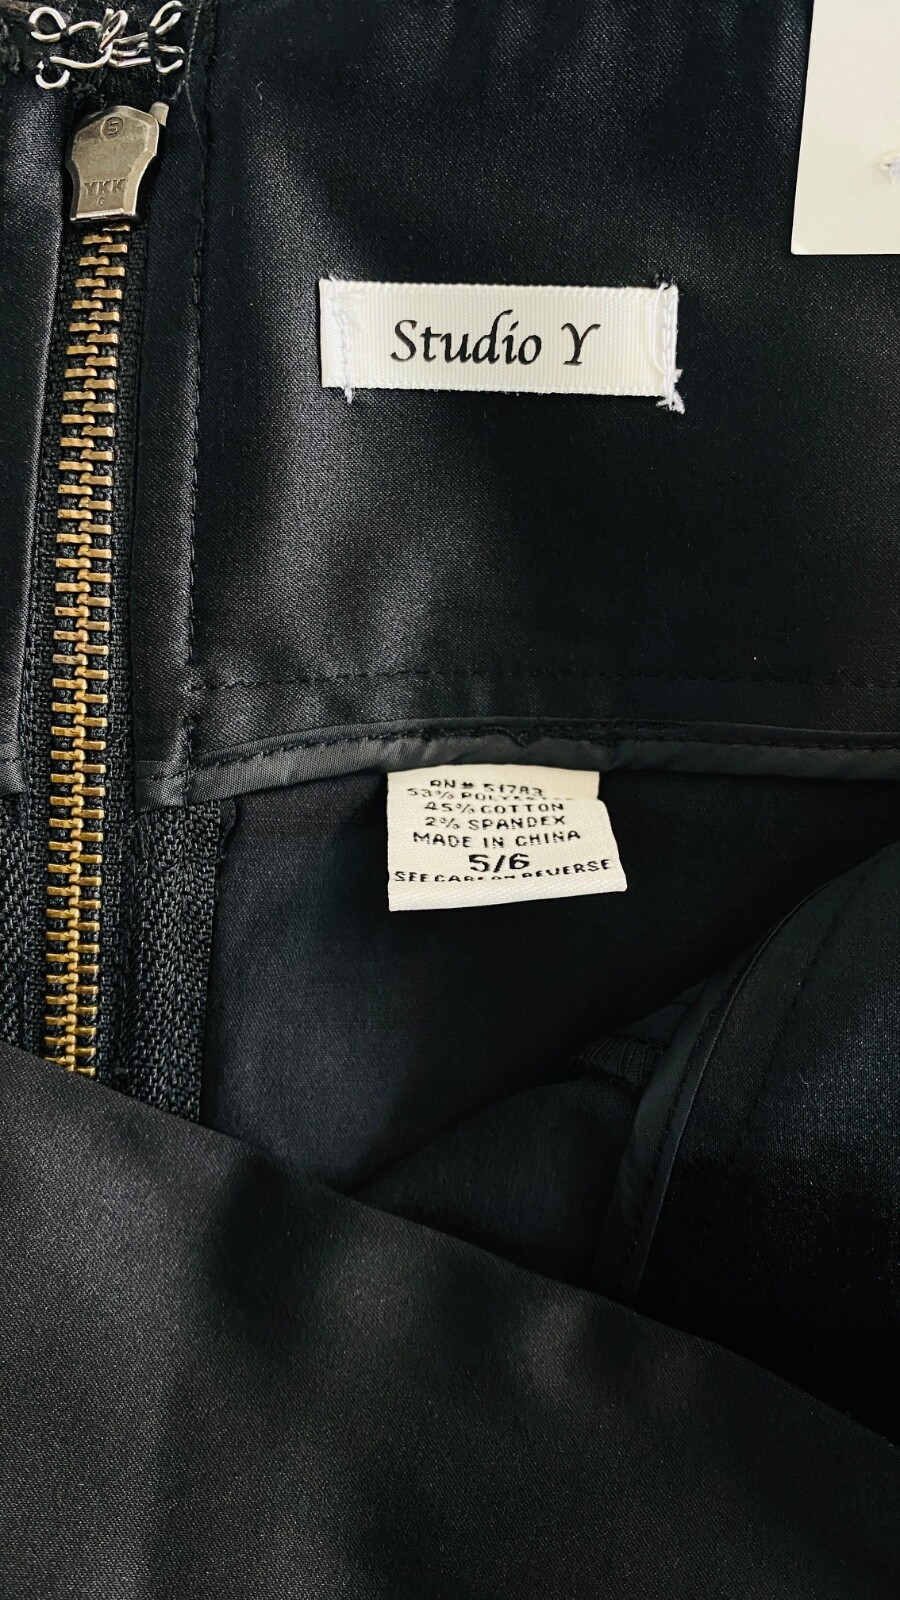 5
YKK
Studio Y
RN# 51783
53% POLYESTER
45% COTTON
2% SPANDEX
MADE IN CHINA
5/6
SEE CARE ON REVERSE